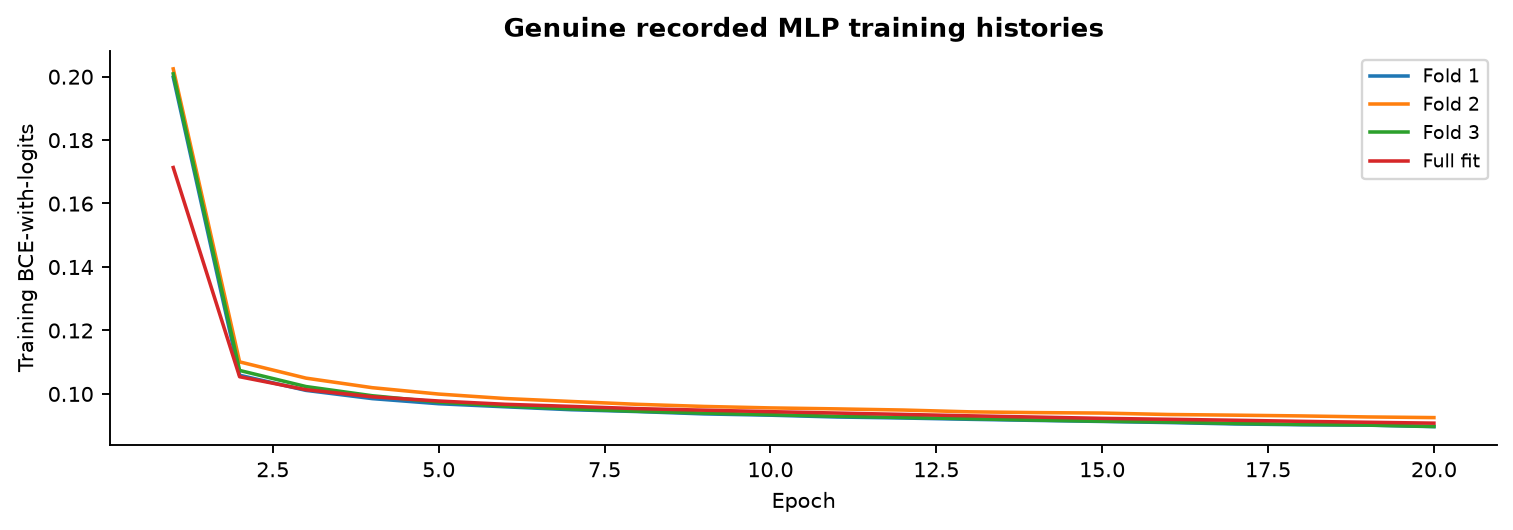 Genuine recorded MLP training histories
Training BCE-with-logits
0.20
0.18
0.16
0.14
0.12
0.10
Fold 1
Fold 2
Fold 3
Full fit
2.5 5.0 7.5 10.0 12.5 15.0 17.5 20.0
Epoch